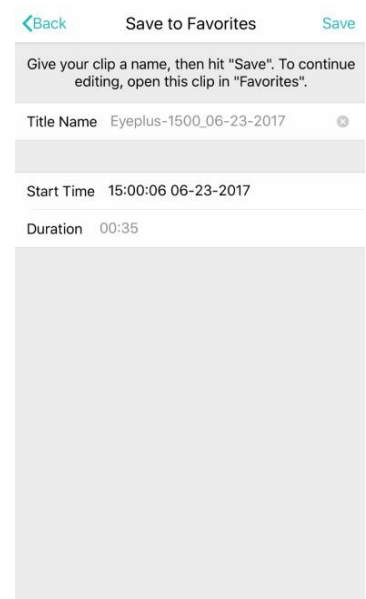 Back Save to Favorites Save
Give your clip a name, then hit "Save". To continue
editing, open this clip in "Favorites".
Title Name Eyeplus-1500_06-23-2017
Start Time 15:00:06 06-23-2017
Duration 00:35